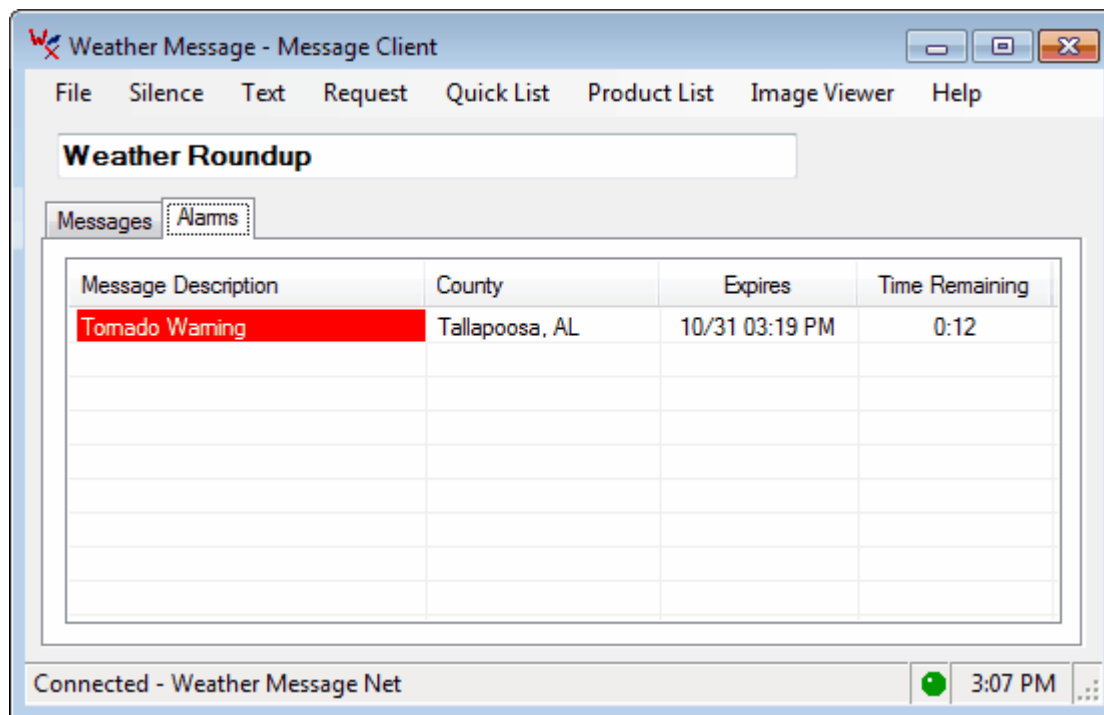 Weather Message - Message Client
File Silence Text Request Quick List Product List Image Viewer Help
Weather Roundup
Messages Alarms
Message Description County Expires Time Remaining
Tornado Warning Tallapoosa, AL 10/31 03:19 PM 0:12
Connected - Weather Message Net 3:07 PM